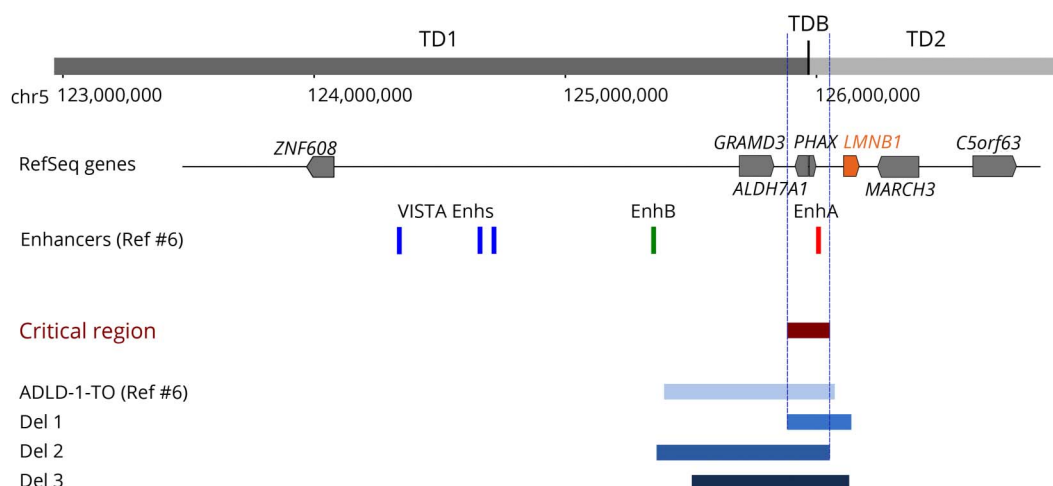 TDB
TD1 TD2
chr5 123,000,000 124,000,000 125,000,000 126,000,000
ZNF608 GRAMD3 PHAX LMNB1 C5orf63
RefSeq genes
ALDH7A1 MARCH3
VISTA Enhs EnhB EnhA
Enhancers (Ref #6)
Critical region
ADLD-1-TO (Ref #6)
Del 1
Del 2
Del 3